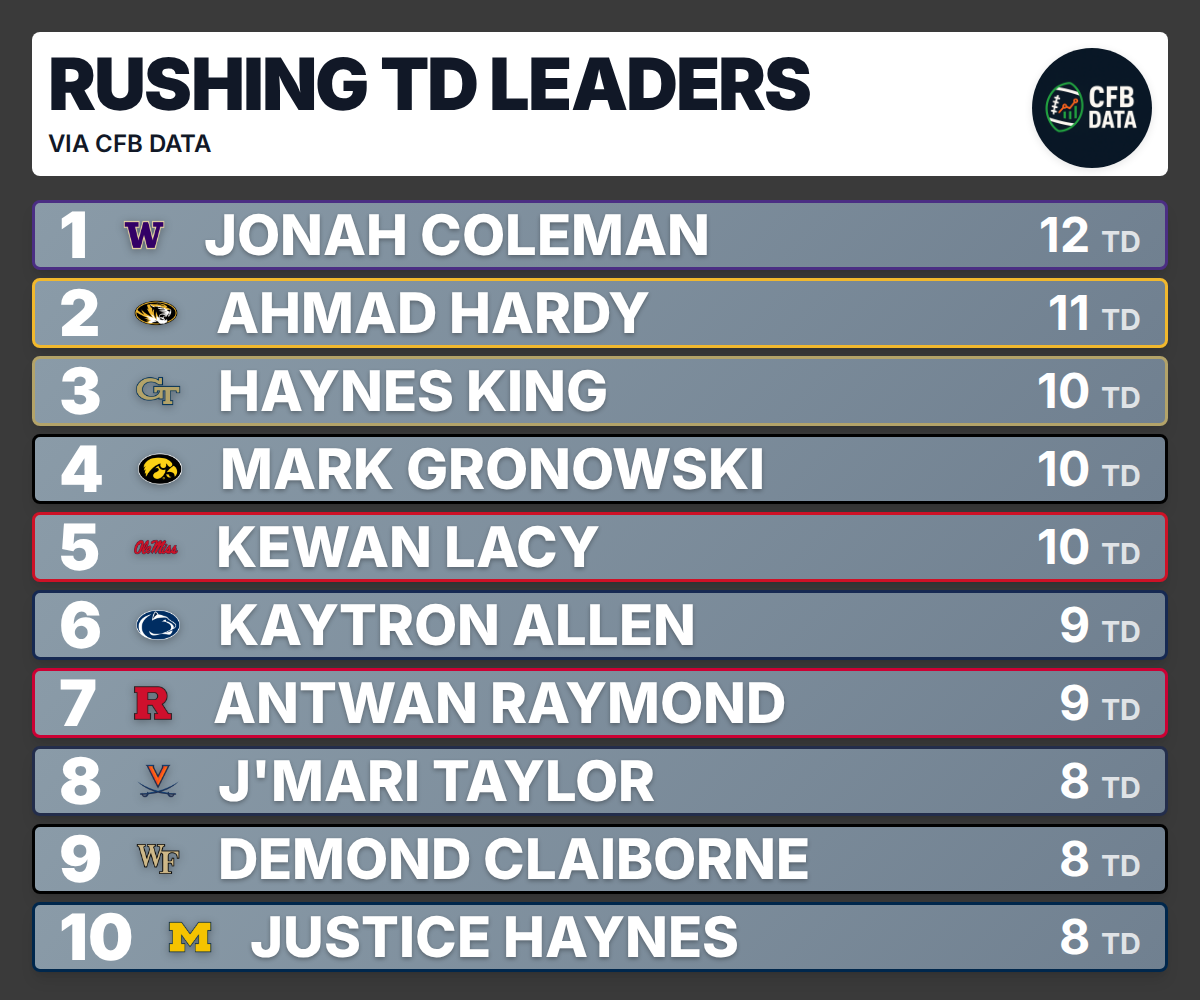 RUSHING TD LEADERS
VIA CFB DATA
CFB
DATA
1 W JONAH COLEMAN 12 TD
2 AHMAD HARDY 11 TD
3 GT HAYNES KING 10 TD
4 MARK GRONOWSKI 10 TD
5 Ole Miss KEWAN LACY 10 TD
6 KAYTRON ALLEN 9 TD
7 R ANTWAN RAYMOND 9 TD
8 V J'MARI TAYLOR 8 TD
9 WF DEMOND CLAIBORNE 8 TD
10 M JUSTICE HAYNES 8 TD